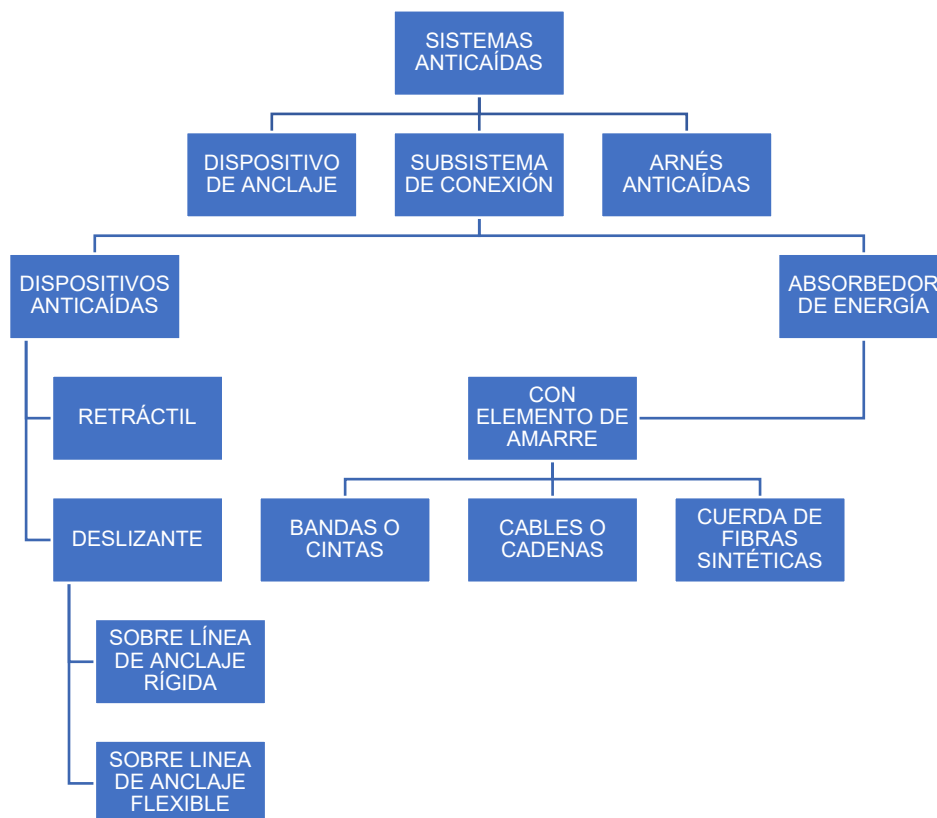 SISTEMAS
ANTICAÍDAS
DISPOSITIVO
DE ANCLAJE
SUBSISTEMA
DE CONEXIÓN
ARNÉS
ANTICAÍDAS
DISPOSITIVOS
ANTICAÍDAS
ABSORBEDOR
DE ENERGÍA
RETRÁCTIL
CON
ELEMENTO DE
AMARRE
DESLIZANTE
BANDAS O
CINTAS
CABLES O
CADENAS
CUERDA DE
FIBRAS
SINTÉTICAS
SOBRE LÍNEA
DE ANCLAJE
RÍGIDA
SOBRE LINEA
DE ANCLAJE
FLEXIBLE